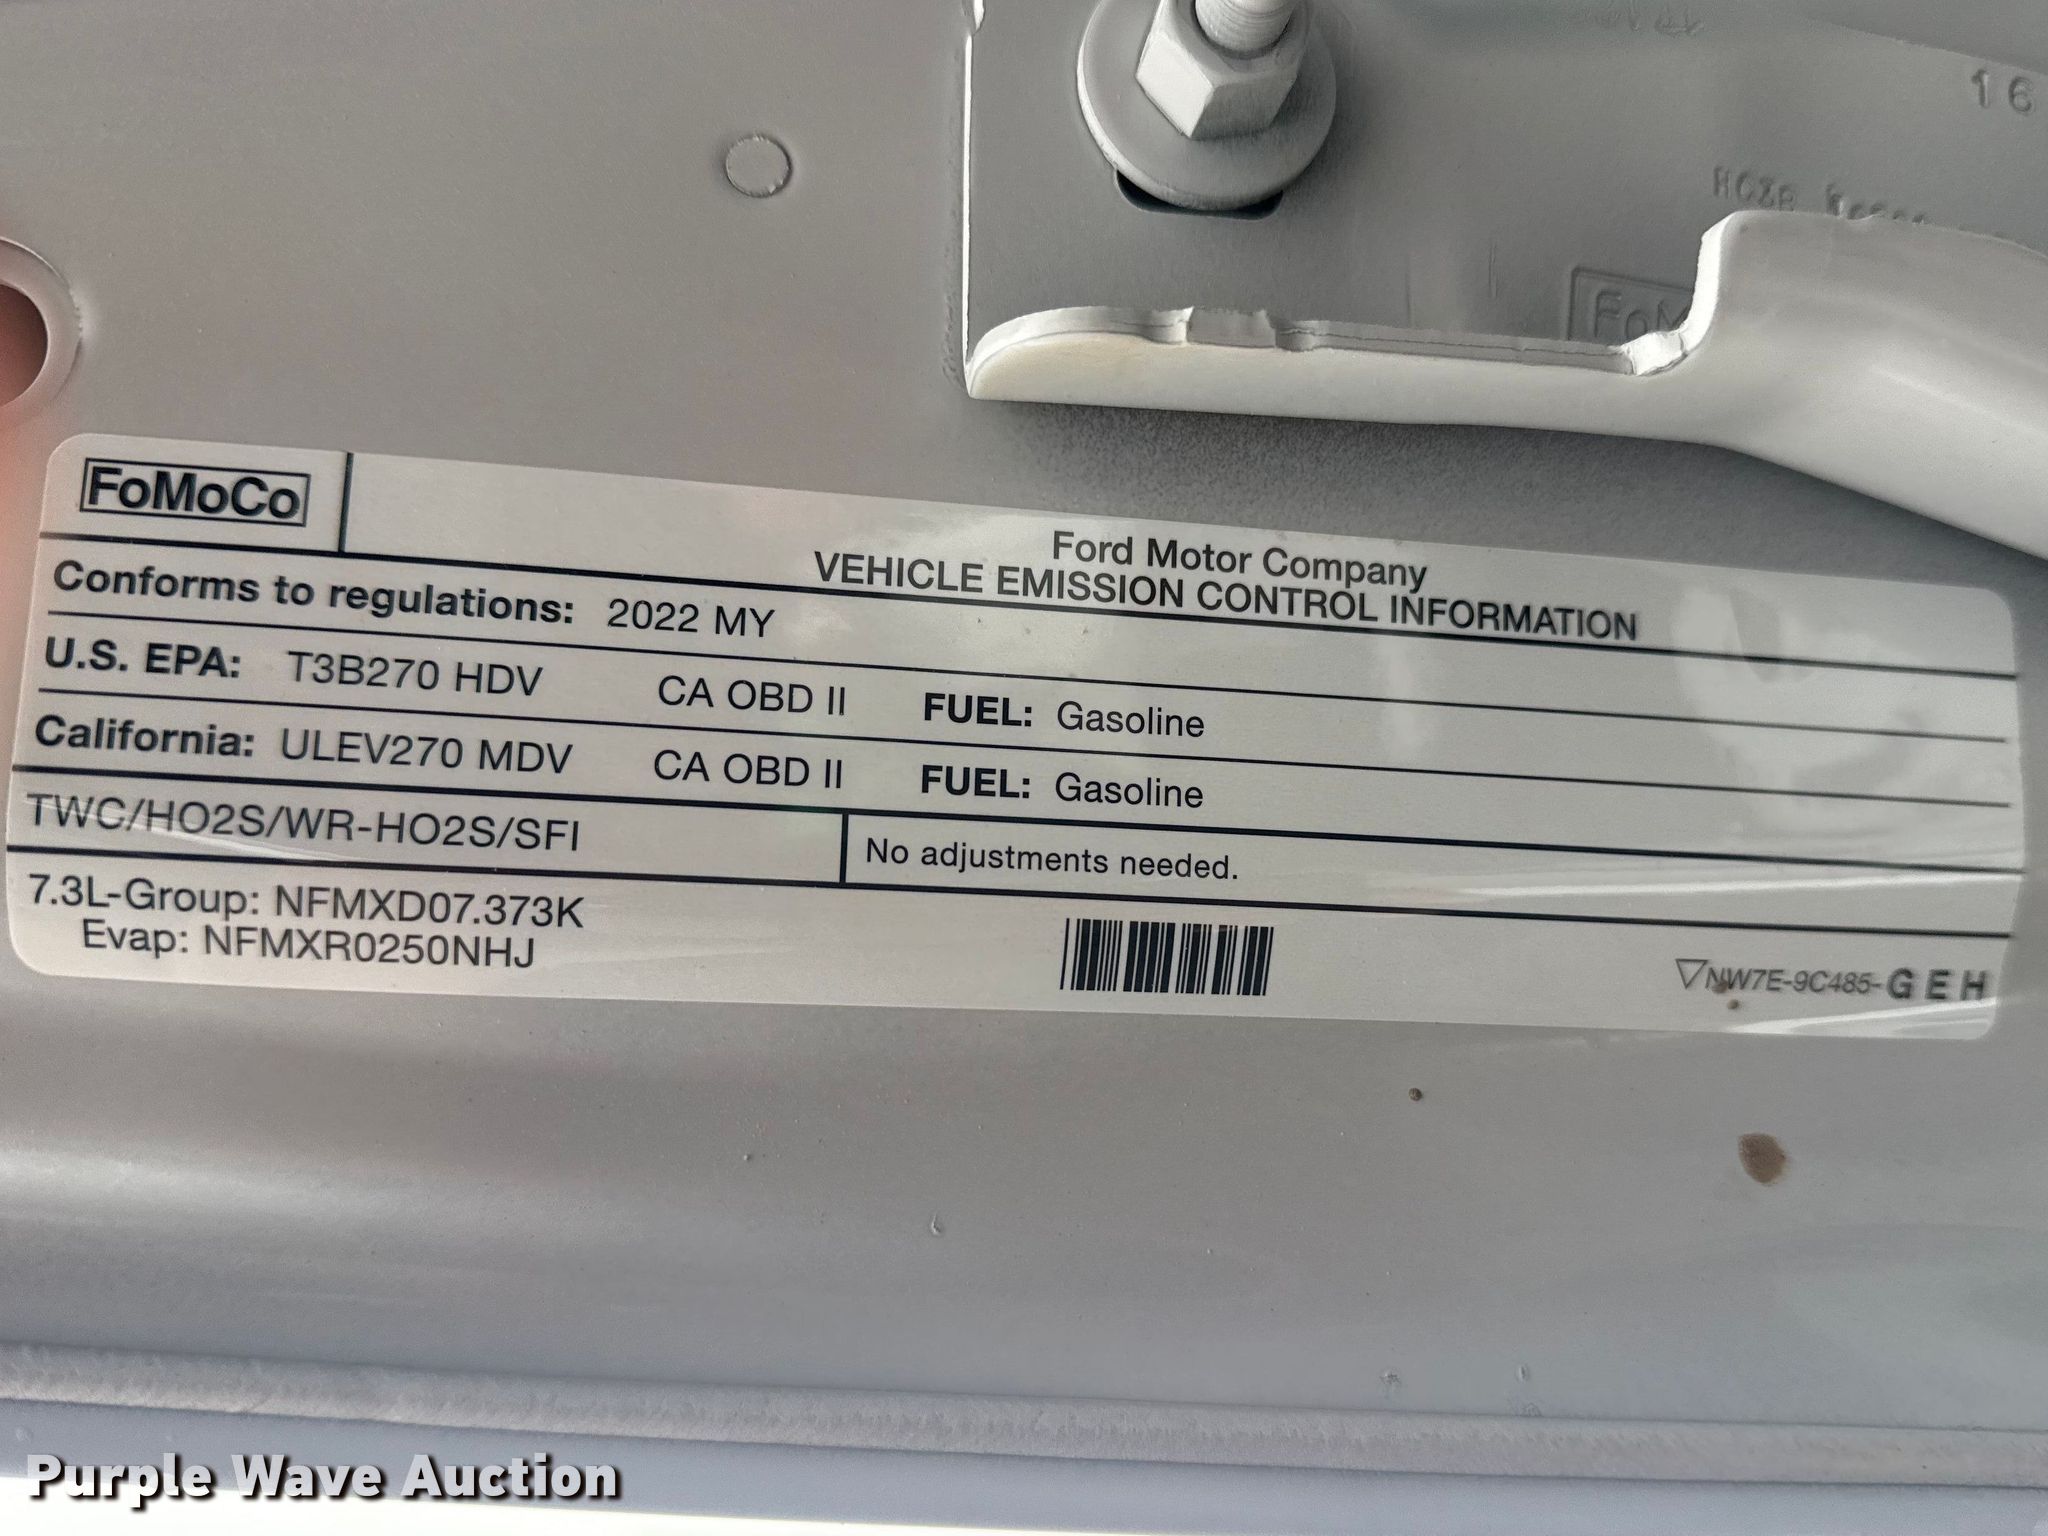 16
FoM
FoMoCo
Ford Motor Company
VEHICLE EMISSION CONTROL INFORMATION
Conforms to regulations: 2022 MY
U.S. EPA: T3B270 HDV CA OBD II FUEL: Gasoline
California: ULEV270 MDV CA OBD II FUEL: Gasoline
TWC/HO2S/WR-HO2S/SFI No adjustments needed.
7.3L-Group: NFMXD07.373K
Evap: NFMXR0250NHJ
NW7E-9C485-GEH
Purple Wave Auction